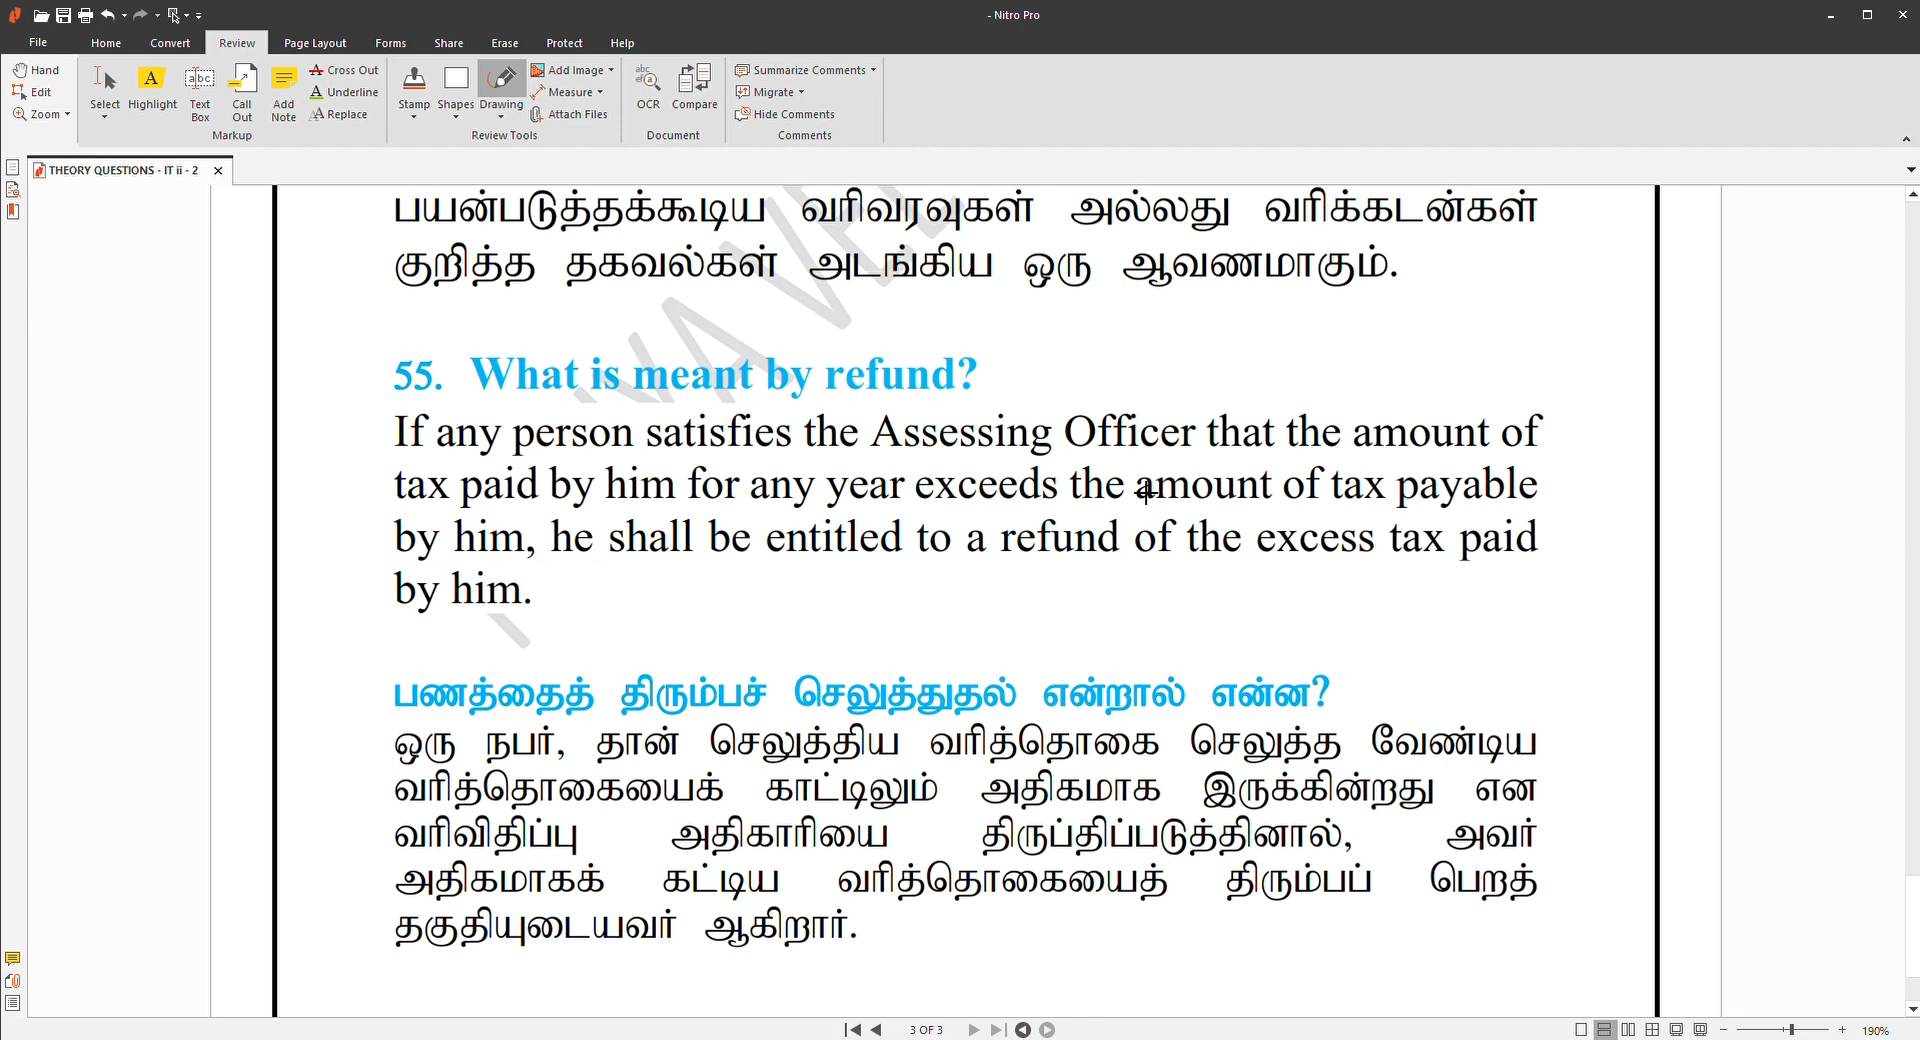 - Nitro Pro
File Home Convert Review Page Layout Forms Share Erase Protect Help
Hand
Edit
Zoom
Select Highlight Text Box Call Out Add Note
Cross Out
Underline
Replace
Markup
Stamp Shapes Drawing
Add Image
Measure
Attach Files
Review Tools
OCR Compare
Document
Summarize Comments
Migrate
Hide Comments
Comments
THEORY QUESTIONS - IT ii - 2
பயன்படுத்தக்கூடிய வரிவரவுகள் அல்லது வரிக்கடன்கள்
குறித்த தகவல்கள் அடங்கிய ஒரு ஆவணமாகும்.
55. What is meant by refund?
If any person satisfies the Assessing Officer that the amount of
tax paid by him for any year exceeds the amount of tax payable
by him, he shall be entitled to a refund of the excess tax paid
by him.
பணத்தைத் திரும்பச் செலுத்துதல் என்றால் என்ன?
ஒரு நபர், தான் செலுத்திய வரித்தொகை செலுத்த வேண்டிய
வரித்தொகையைக் காட்டிலும் அதிகமாக இருக்கின்றது என
வரிவிதிப்பு அதிகாரியை திருப்திப்படுத்தினால், அவர்
அதிகமாகக் கட்டிய வரித்தொகையைத் திரும்பப் பெறத்
தகுதியுடையவர் ஆகிறார்.
3 OF 3
190%